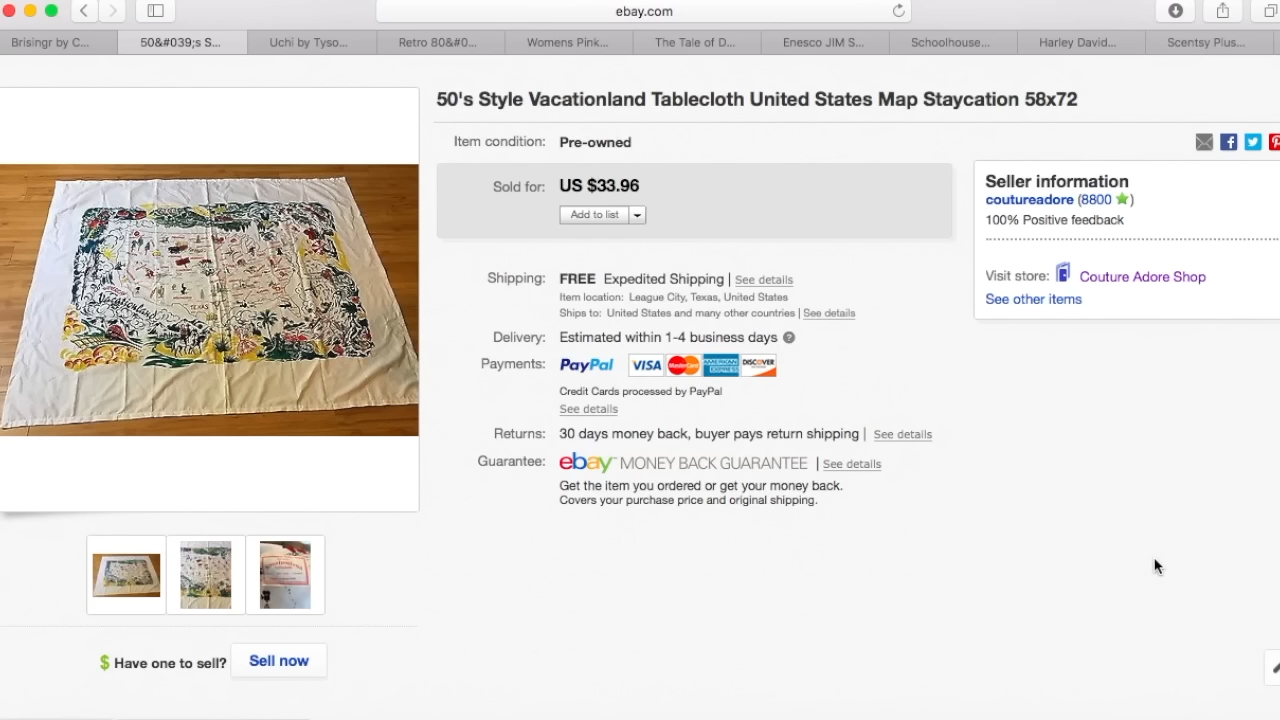 ebay.com
Brisingr by C...
50&#039;s S...
Uchi by Tyso...
Retro 80&#0...
Womens Pink...
The Tale of D...
Enesco JIM S...
Schoolhouse...
Harley David...
Scentsy Plus...
50's Style Vacationland Tablecloth United States Map Staycation 58x72
Item condition: Pre-owned
Sold for: US $33.96
Add to list
Seller information
coutureadore (8800)
100% Positive feedback
Visit store: Couture Adore Shop
See other items
Shipping: FREE Expedited Shipping | See details
Item location: League City, Texas, United States
Ships to: United States and many other countries | See details
Delivery: Estimated within 1-4 business days ?
Payments: PayPal VISA MasterCard AMERICAN EXPRESS DISCOVER
Credit Cards processed by PayPal
See details
Returns: 30 days money back, buyer pays return shipping | See details
Guarantee: ebay MONEY BACK GUARANTEE | See details
Get the item you ordered or get your money back.
Covers your purchase price and original shipping.
TEXAS
$ Have one to sell? Sell now